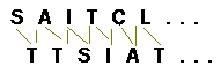 S A I T C L . . .
T T S I A T . . .